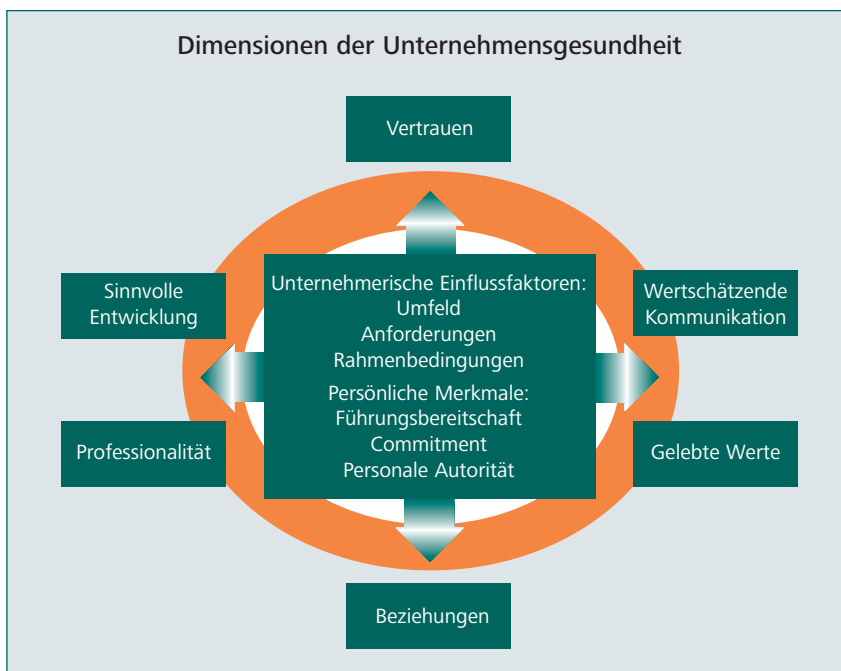 Dimensionen der Unternehmensgesundheit
Vertrauen
Sinnvolle
Entwicklung
Unternehmerische Einflussfaktoren:
Umfeld
Anforderungen
Rahmenbedingungen
Persönliche Merkmale:
Führungsbereitschaft
Commitment
Personale Autorität
Wertschätzende
Kommunikation
Professionalität
Gelebte Werte
Beziehungen